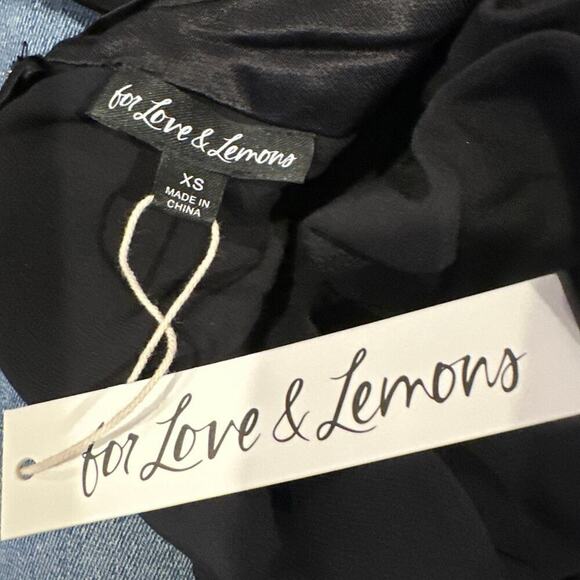 for Love & Lemons
XS
MADE IN
CHINA
for Love & Lemons